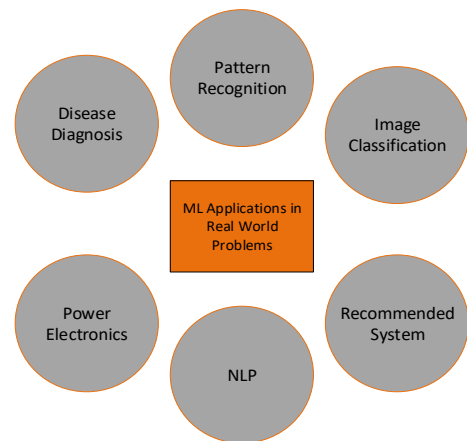 Pattern
Recognition
Disease
Diagnosis
Image
Classification
ML Applications in
Real World
Problems
Power
Electronics
Recommended
System
NLP